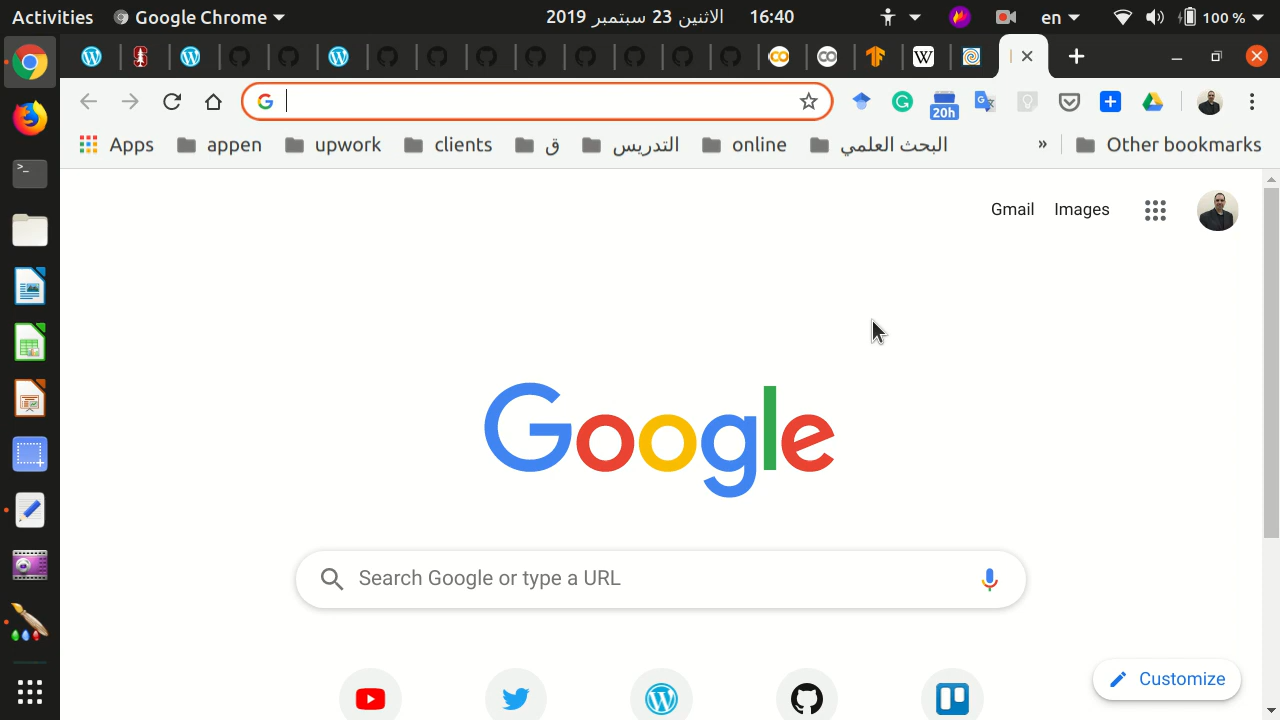 Activities Google Chrome الاثنين 23 سبتمبر 2019 16:40 en 100 %
20h
Apps appen upwork clients ق التدريس online البحث العلمي » Other bookmarks
Gmail Images
Google
Search Google or type a URL
Customize